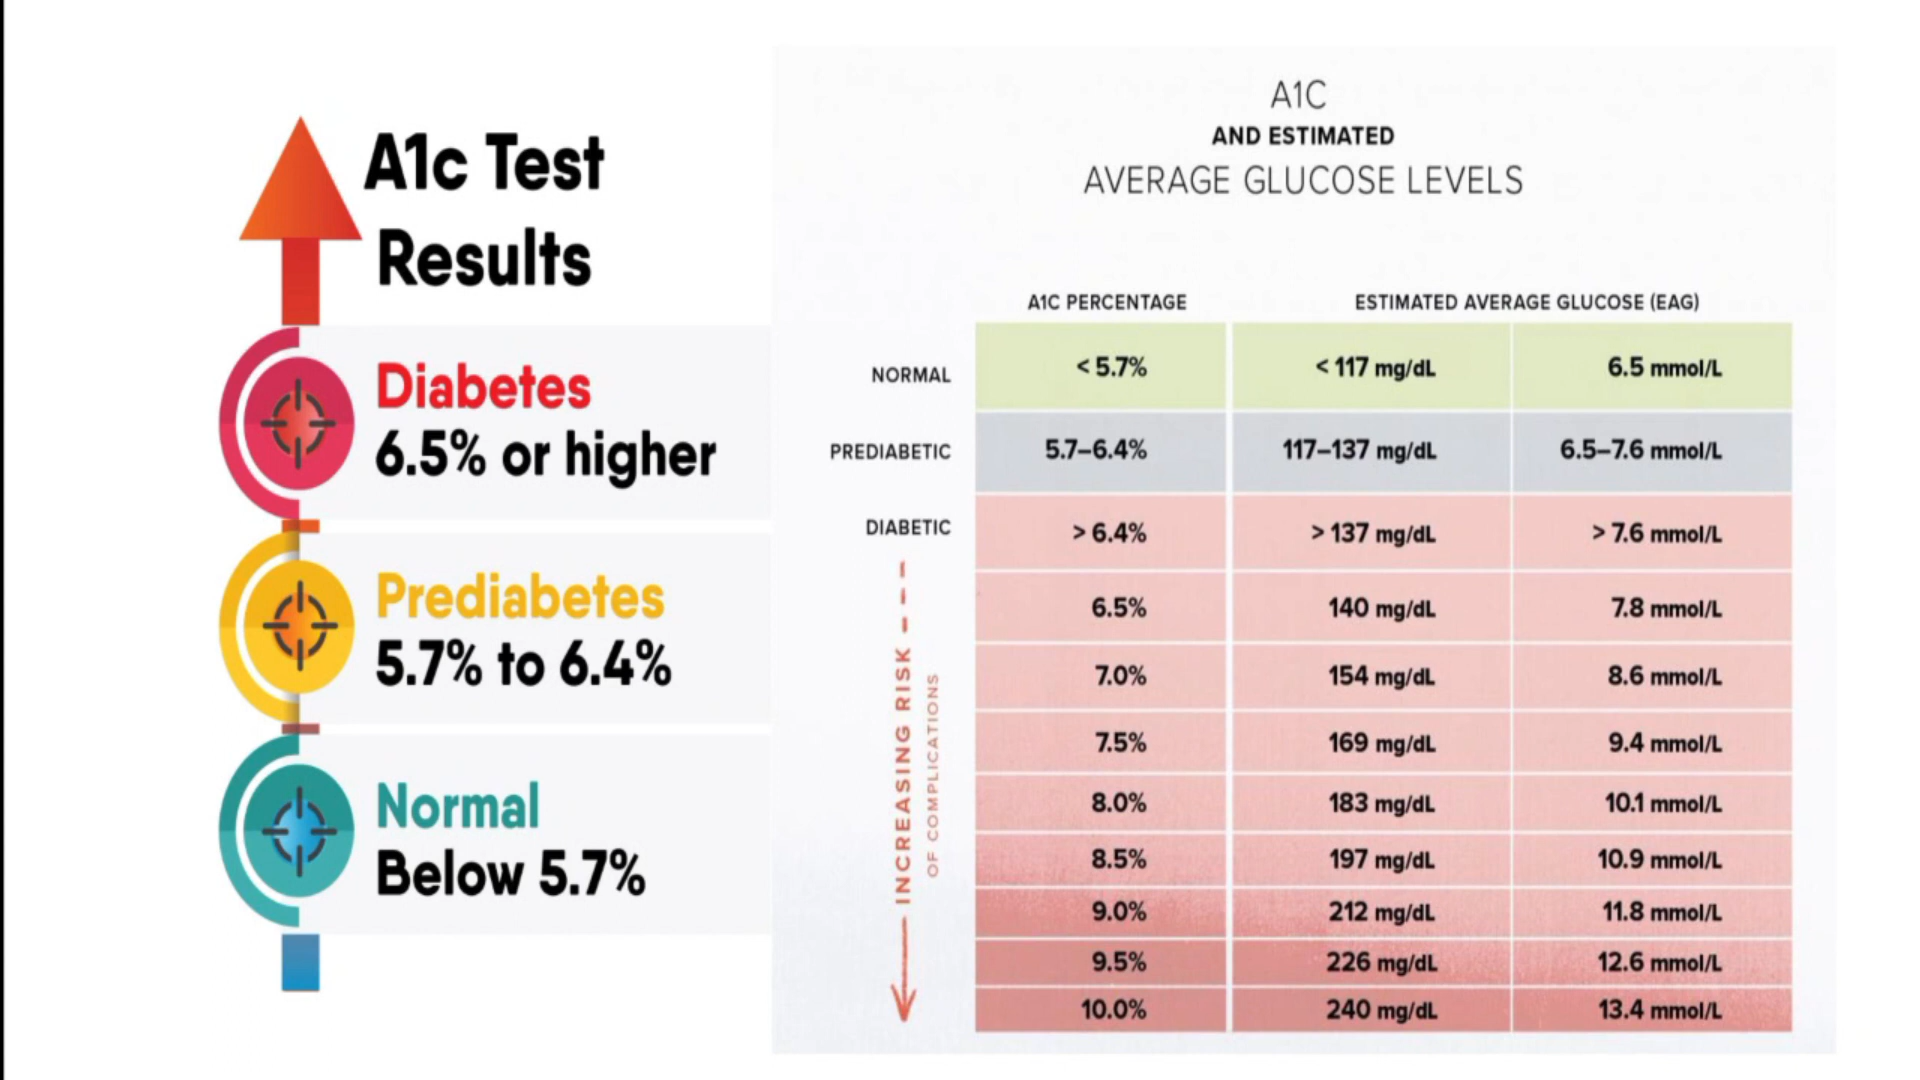 A1c Test
Results
Diabetes
6.5% or higher
Prediabetes
5.7% to 6.4%
Normal
Below 5.7%
A1C
AND ESTIMATED
AVERAGE GLUCOSE LEVELS
A1C PERCENTAGE ESTIMATED AVERAGE GLUCOSE (EAG)
NORMAL < 5.7% < 117 mg/dL 6.5 mmol/L
PREDIABETIC 5.7–6.4% 117–137 mg/dL 6.5–7.6 mmol/L
DIABETIC > 6.4% > 137 mg/dL > 7.6 mmol/L
6.5% 140 mg/dL 7.8 mmol/L
7.0% 154 mg/dL 8.6 mmol/L
7.5% 169 mg/dL 9.4 mmol/L
8.0% 183 mg/dL 10.1 mmol/L
8.5% 197 mg/dL 10.9 mmol/L
9.0% 212 mg/dL 11.8 mmol/L
9.5% 226 mg/dL 12.6 mmol/L
10.0% 240 mg/dL 13.4 mmol/L
INCREASING RISK
OF COMPLICATIONS